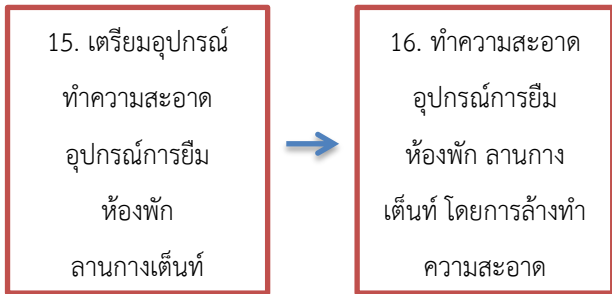 15. เตรียมอุปกรณ์
ทำความสะอาด
อุปกรณ์การยืม
ห้องพัก
ลานกางเต็นท์
16. ทำความสะอาด
อุปกรณ์การยืม
ห้องพัก ลานกาง
เต็นท์ โดยการล้างทำ
ความสะอาด